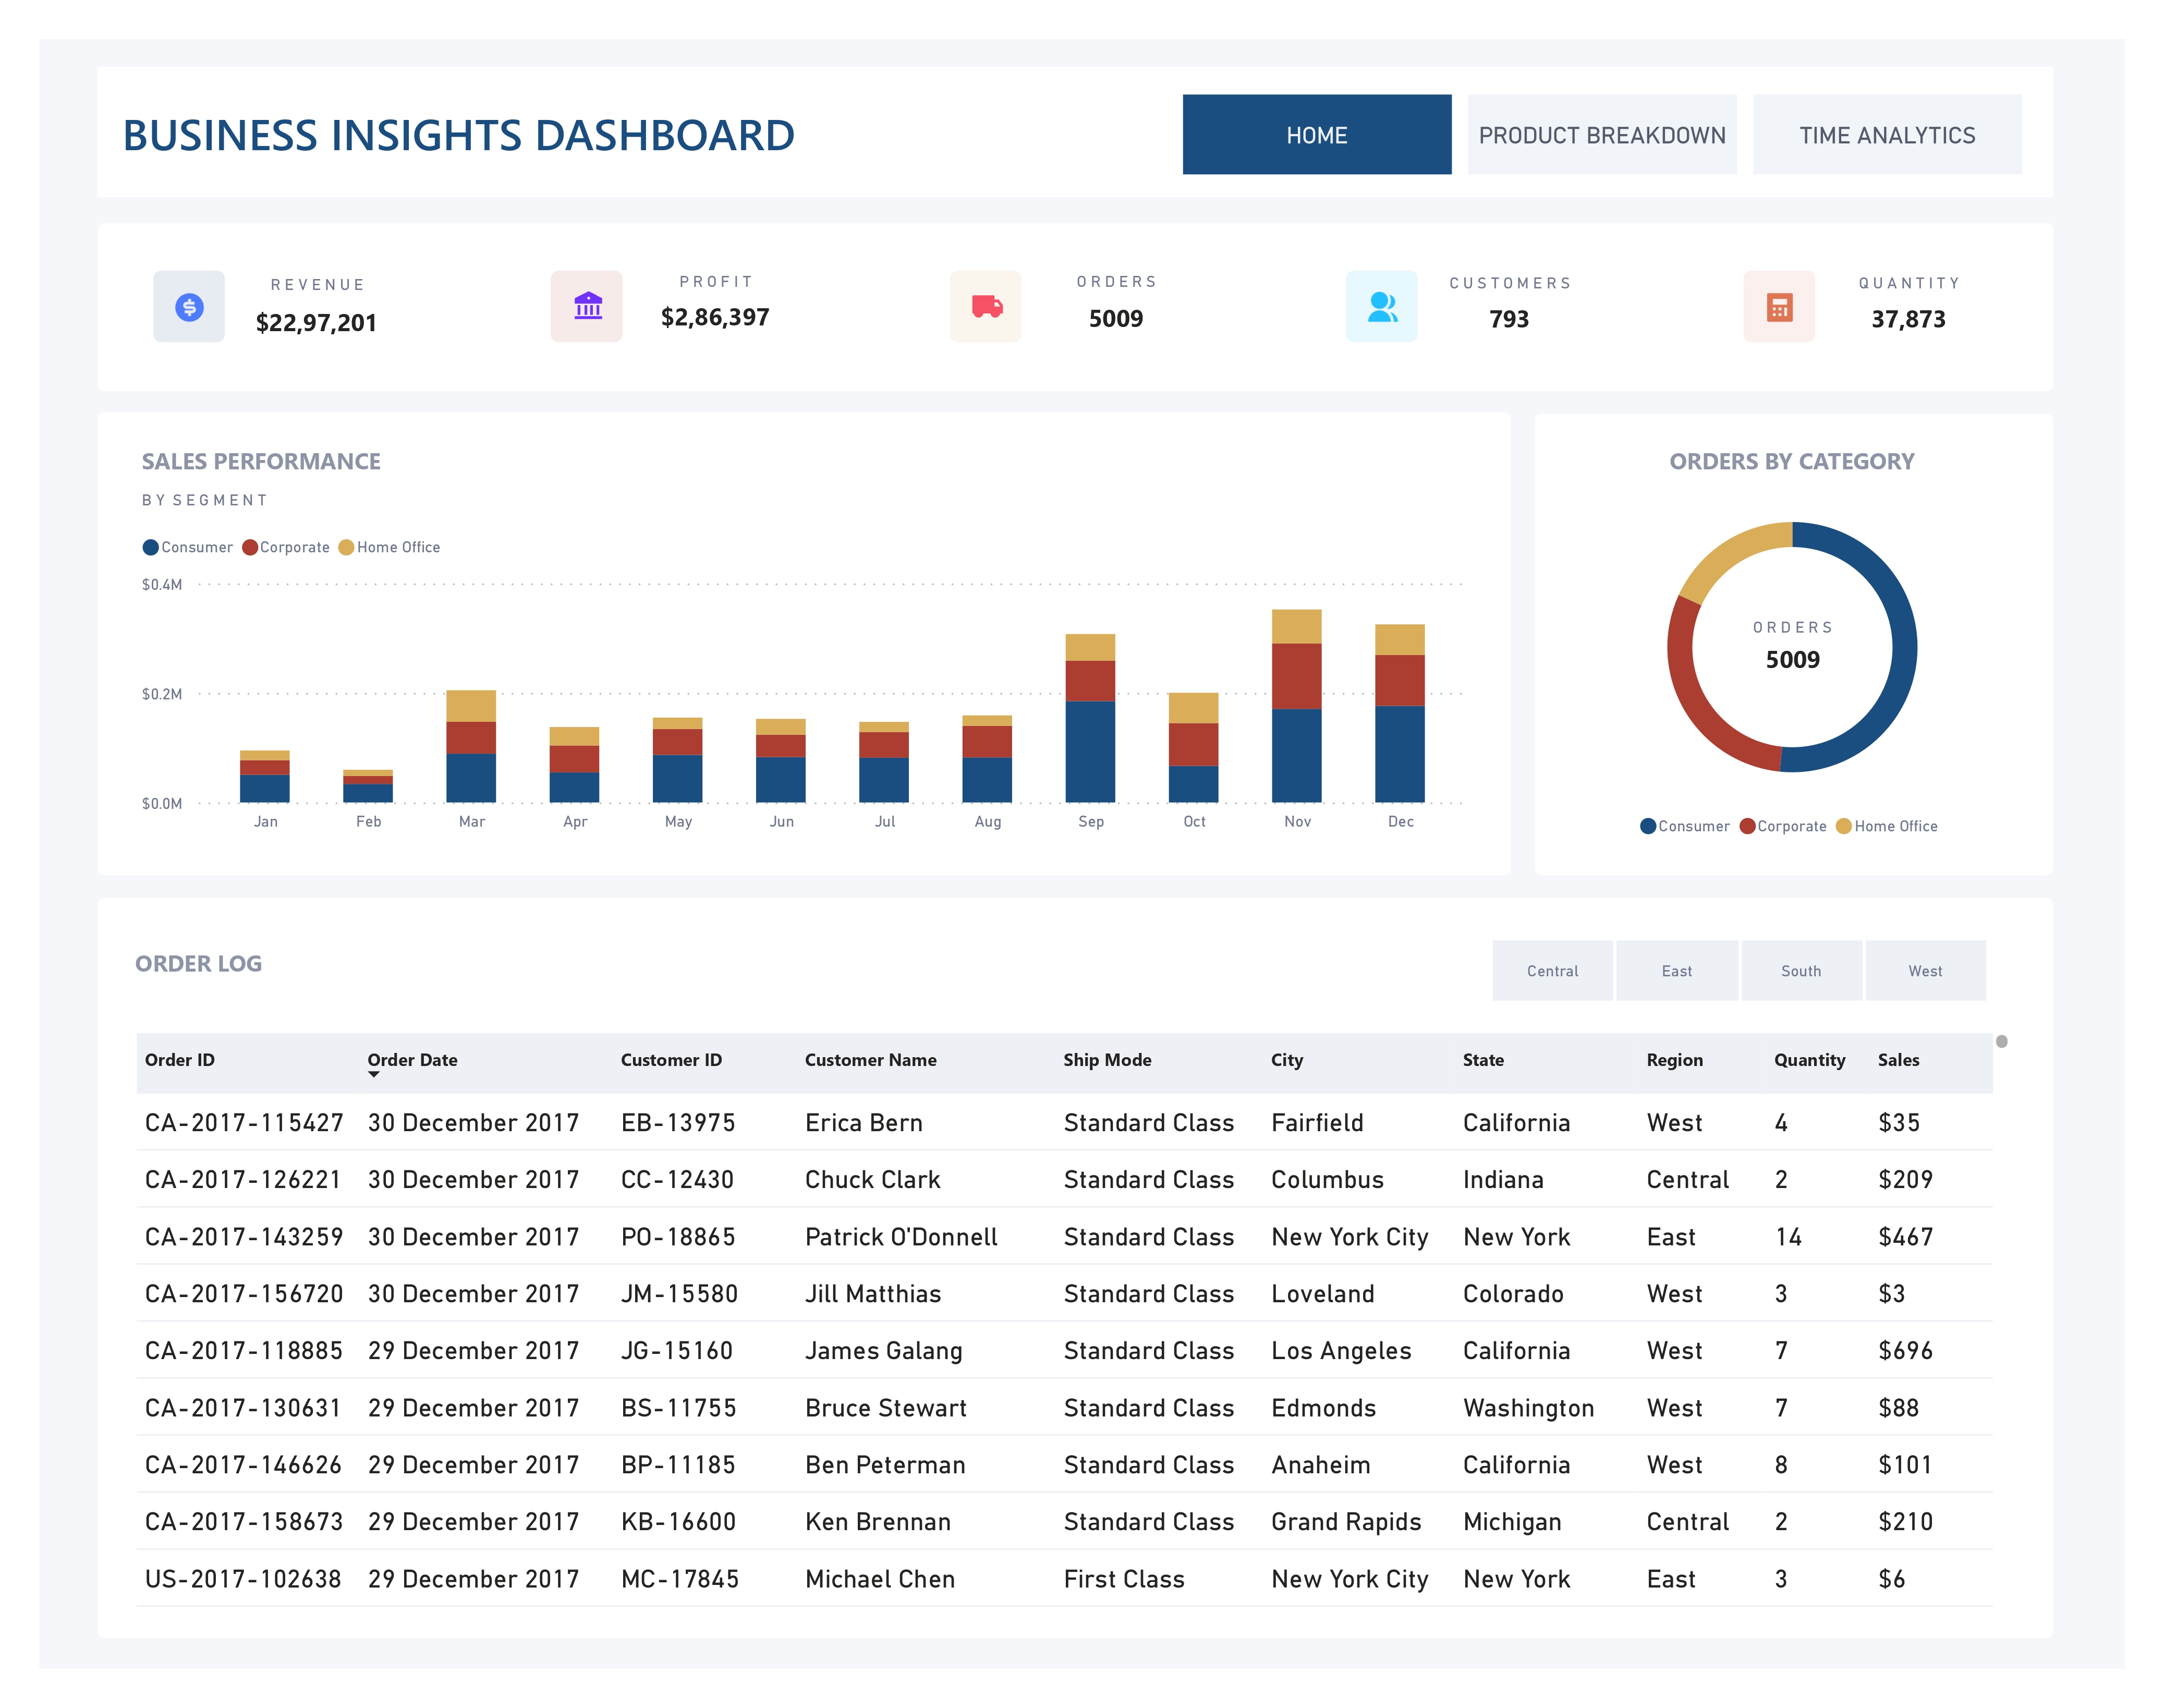 BUSINESS INSIGHTS DASHBOARD
HOME
PRODUCT BREAKDOWN
TIME ANALYTICS
REVENUE
$22,97,201
PROFIT
$2,86,397
ORDERS
5009
CUSTOMERS
793
QUANTITY
37,873
SALES PERFORMANCE
BY SEGMENT
Consumer Corporate Home Office
$0.4M
$0.2M
$0.0M
Jan Feb Mar Apr May Jun Jul Aug Sep Oct Nov Dec
ORDERS BY CATEGORY
ORDERS
5009
Consumer Corporate Home Office
ORDER LOG
Central East South West
Order ID Order Date Customer ID Customer Name Ship Mode City State Region Quantity Sales
CA-2017-115427 30 December 2017 EB-13975 Erica Bern Standard Class Fairfield California West 4 $35
CA-2017-126221 30 December 2017 CC-12430 Chuck Clark Standard Class Columbus Indiana Central 2 $209
CA-2017-143259 30 December 2017 PO-18865 Patrick O'Donnell Standard Class New York City New York East 14 $467
CA-2017-156720 30 December 2017 JM-15580 Jill Matthias Standard Class Loveland Colorado West 3 $3
CA-2017-118885 29 December 2017 JG-15160 James Galang Standard Class Los Angeles California West 7 $696
CA-2017-130631 29 December 2017 BS-11755 Bruce Stewart Standard Class Edmonds Washington West 7 $88
CA-2017-146626 29 December 2017 BP-11185 Ben Peterman Standard Class Anaheim California West 8 $101
CA-2017-158673 29 December 2017 KB-16600 Ken Brennan Standard Class Grand Rapids Michigan Central 2 $210
US-2017-102638 29 December 2017 MC-17845 Michael Chen First Class New York City New York East 3 $6